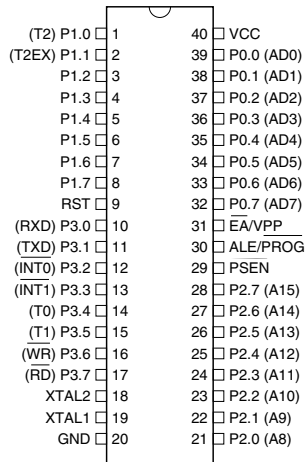 (T2) P1.0 1 40 VCC
(T2EX) P1.1 2 39 P0.0 (AD0)
P1.2 3 38 P0.1 (AD1)
P1.3 4 37 P0.2 (AD2)
P1.4 5 36 P0.3 (AD3)
P1.5 6 35 P0.4 (AD4)
P1.6 7 34 P0.5 (AD5)
P1.7 8 33 P0.6 (AD6)
RST 9 32 P0.7 (AD7)
(RXD) P3.0 10 31 EA/VPP
(TXD) P3.1 11 30 ALE/PROG
(INT0) P3.2 12 29 PSEN
(INT1) P3.3 13 28 P2.7 (A15)
(T0) P3.4 14 27 P2.6 (A14)
(T1) P3.5 15 26 P2.5 (A13)
(WR) P3.6 16 25 P2.4 (A12)
(RD) P3.7 17 24 P2.3 (A11)
XTAL2 18 23 P2.2 (A10)
XTAL1 19 22 P2.1 (A9)
GND 20 21 P2.0 (A8)